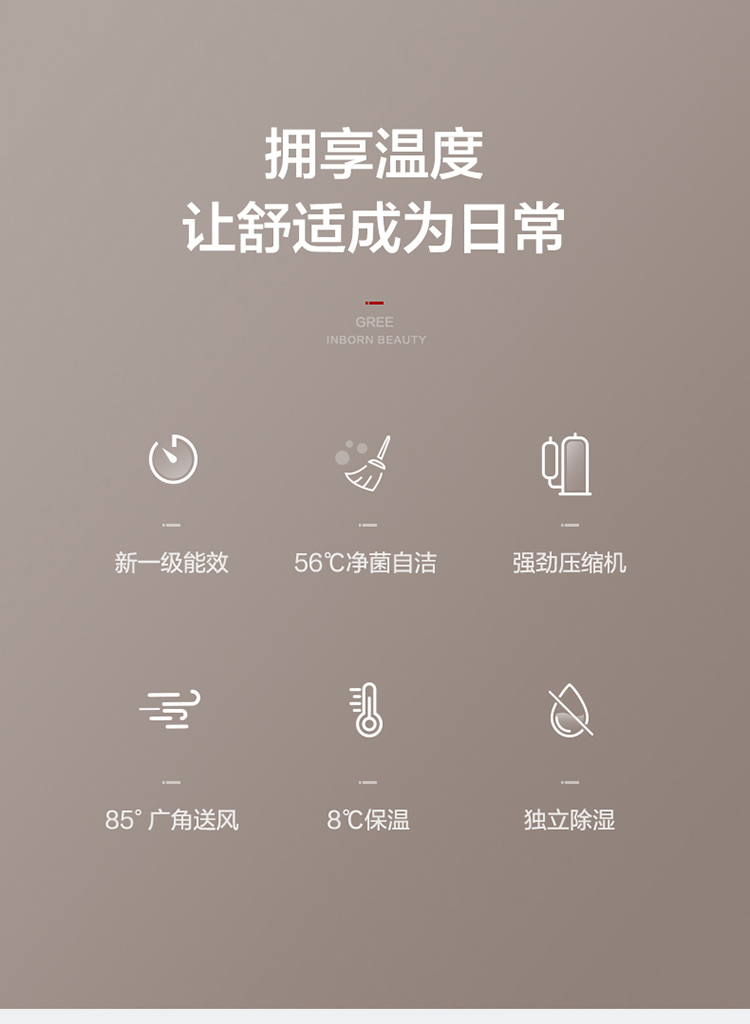 拥享温度
让舒适成为日常
GREE
INBORN BEAUTY
新一级能效
56℃净菌自洁
强劲压缩机
85° 广角送风
8℃保温
独立除湿